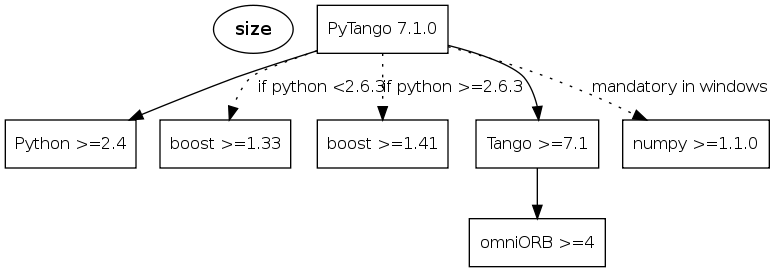 size
PyTango 7.1.0
if python <2.6.3
if python >=2.6.3
mandatory in windows
Python >=2.4
boost >=1.33
boost >=1.41
Tango >=7.1
numpy >=1.1.0
omniORB >=4